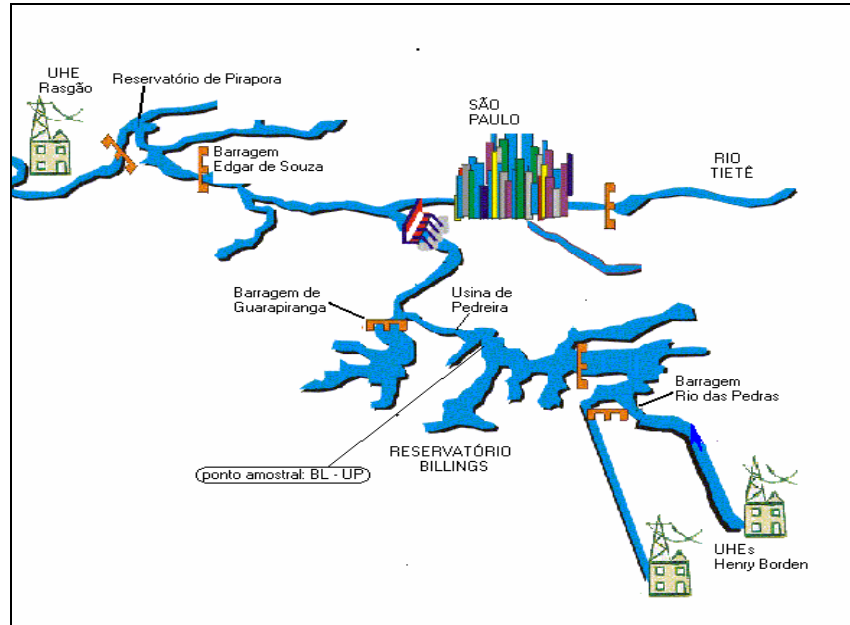 UHE
Rasgão
Reservatório de Pirapora
SÃO
PAULO
Barragem
Edgar de Souza
RIO
TIETÊ
Barragem de
Guarapiranga
Usina de
Pedreira
Barragem
Rio das Pedras
RESERVATÓRIO
BILLINGS
ponto amostral: BL - UP
UHEs
Henry Borden